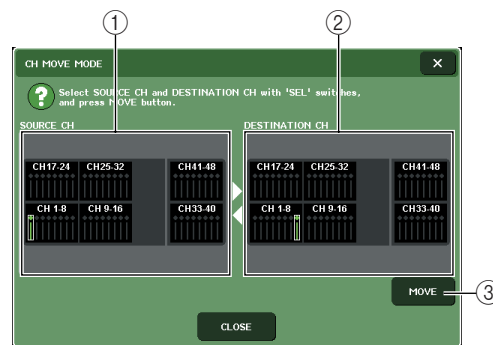 1 2
CH MOVE MODE ×
? Select SOURCE CH and DESTINATION CH with 'SEL' switches,
and press MOVE button.
SOURCE CH DESTINATION CH
CH17-24 CH25-32 CH41-48 CH17-24 CH25-32 CH41-48
CH 1-8 CH 9-16 CH33-40 CH 1-8 CH 9-16 CH33-40
MOVE 3
CLOSE